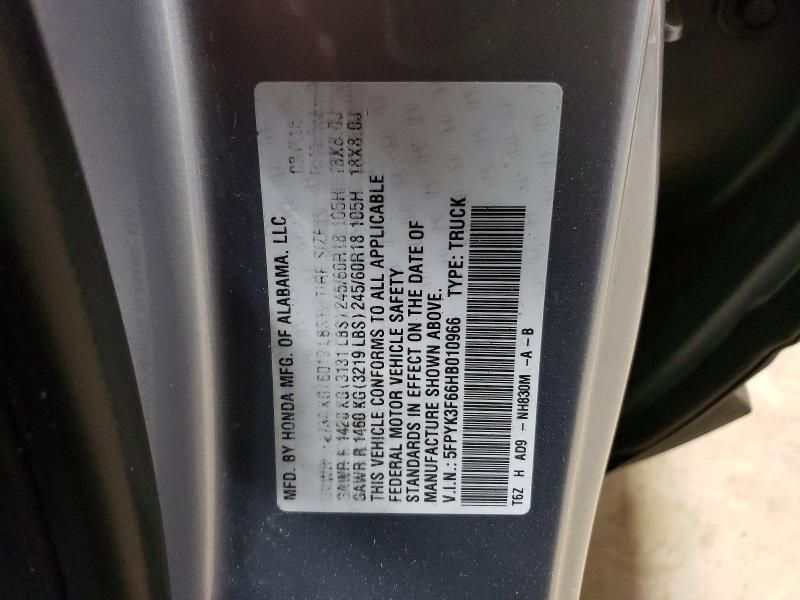 MFD. BY HONDA MFG. OF ALABAMA, LLC
GAWR F 1420 KG (3131 LBS) 245/60R18 105H 18X8.0J
GAWR R 1460 KG (3219 LBS) 245/60R18 105H 18X8.0J
THIS VEHICLE CONFORMS TO ALL APPLICABLE
FEDERAL MOTOR VEHICLE SAFETY
STANDARDS IN EFFECT ON THE DATE OF
MANUFACTURE SHOWN ABOVE.
V.I.N.: 5FPYK3F66HB010966 TYPE: TRUCK
T6Z H AD9 - NH830M -A - B